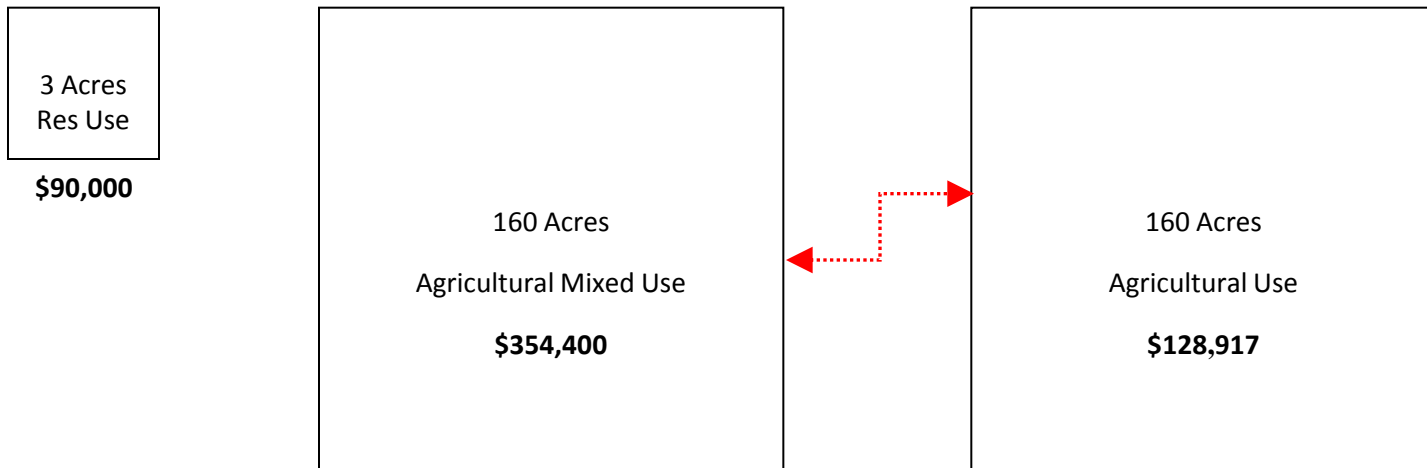 3 Acres
Res Use
$90,000
160 Acres
Agricultural Mixed Use
$354,400
160 Acres
Agricultural Use
$128,917